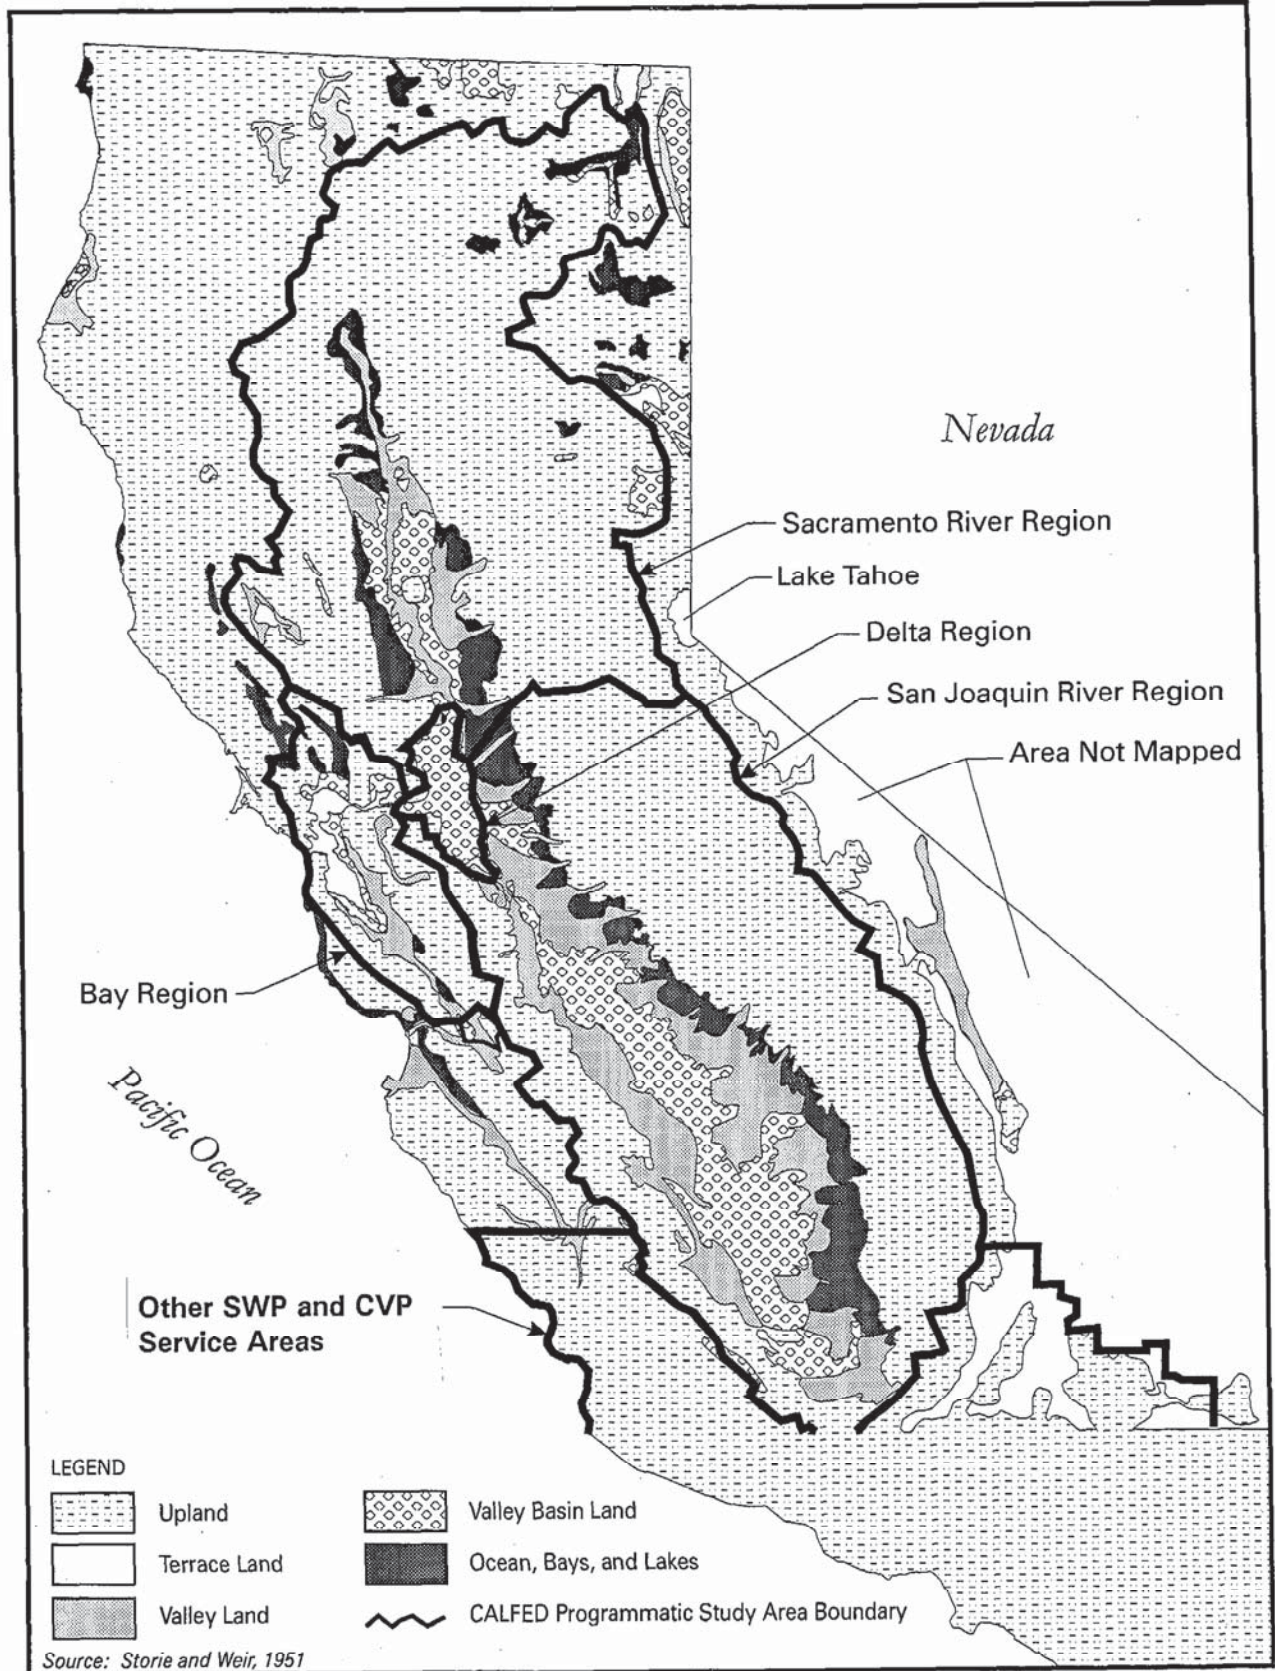 Nevada
Sacramento River Region
Lake Tahoe
Delta Region
San Joaquin River Region
Area Not Mapped
Bay Region
Pacific Ocean
Other SWP and CVP
Service Areas
LEGEND
Upland
Terrace Land
Valley Land
Valley Basin Land
Ocean, Bays, and Lakes
CALFED Programmatic Study Area Boundary
Source: Storie and Weir, 1951